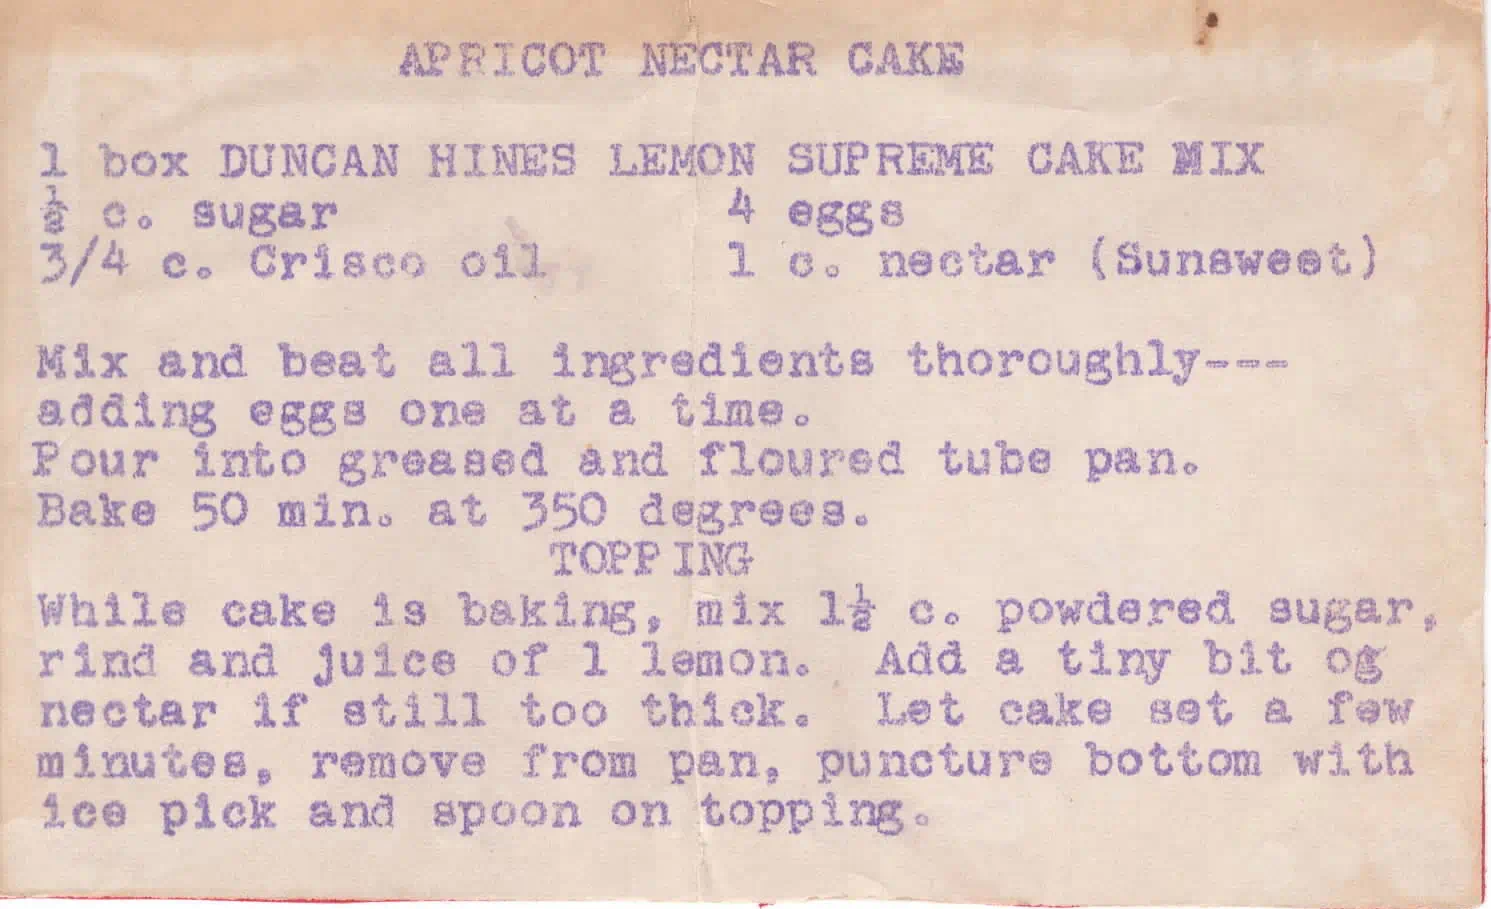 APRICOT NECTAR CAKE
1 box DUNCAN HINES LEMON SUPREME CAKE MIX
½ c. sugar 4 eggs
3/4 c. Crisco oil 1 c. nectar (Sunsweet)
Mix and beat all ingredients thoroughly---
adding eggs one at a time.
Pour into greased and floured tube pan.
Bake 50 min. at 350 degrees.
TOPPING
While cake is baking, mix 1½ c. powdered sugar,
rind and juice of 1 lemon. Add a tiny bit og
nectar if still too thick. Let cake set a few
minutes, remove from pan, puncture bottom with
ice pick and spoon on topping.